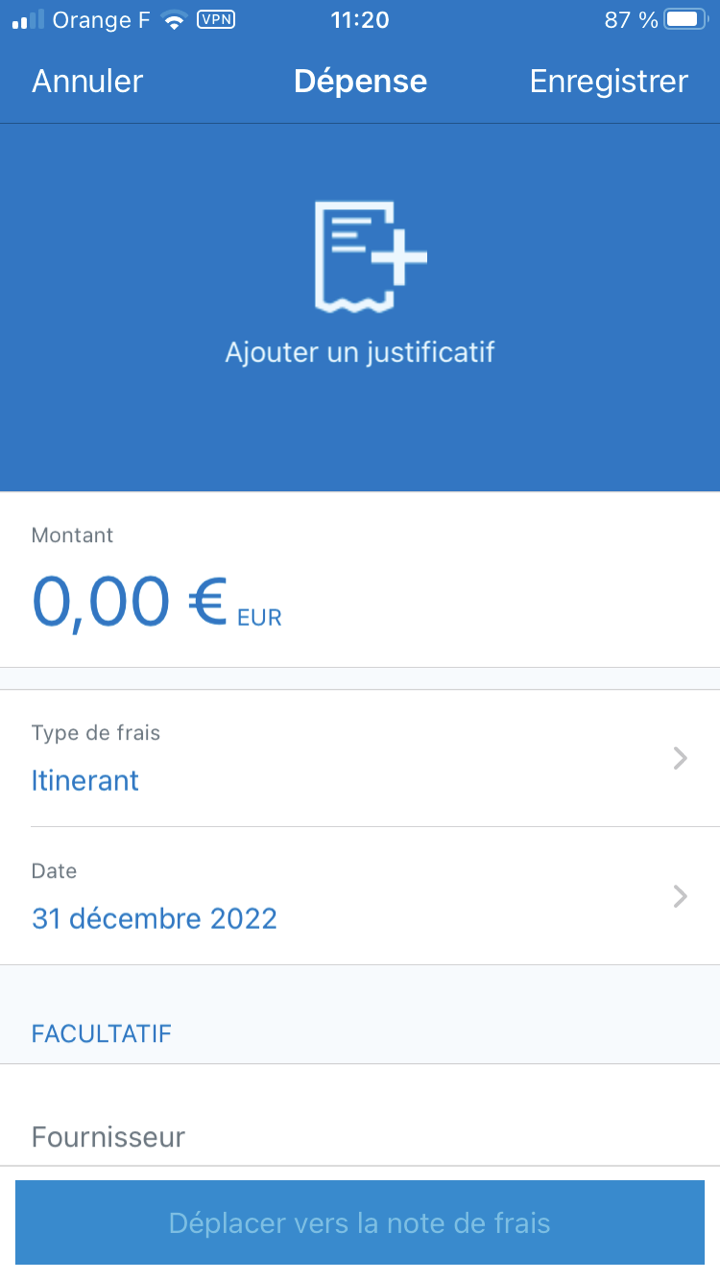 Orange F VPN 11:20 87 %
Annuler Dépense Enregistrer
Ajouter un justificatif
Montant
0,00 € EUR
Type de frais
Itinerant
Date
31 décembre 2022
FACULTATIF
Fournisseur
Déplacer vers la note de frais